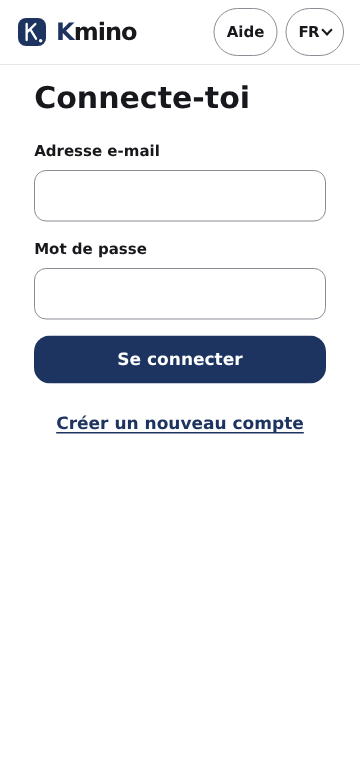 K. Kmino
Aide
FR
Connecte-toi
Adresse e-mail
Mot de passe
Se connecter
Créer un nouveau compte